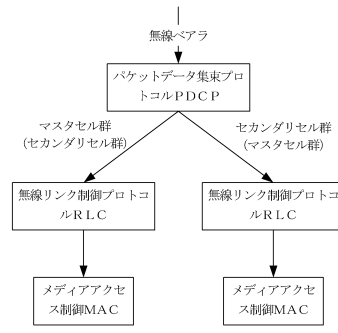 無線ベアラ
パケットデータ集束プロ
トコルＰＤＣＰ
マスタセル群
(セカンダリセル群)
セカンダリセル群
(マスタセル群)
無線リンク制御プロトコ
ルＲＬＣ
無線リンク制御プロトコ
ルＲＬＣ
メディアアクセ
ス制御ＭＡＣ
メディアアクセ
ス制御ＭＡＣ